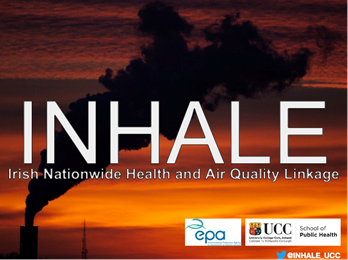 INHALE
Irish Nationwide Health and Air Quality Linkage
epa
UCC
School of
Public Health
@INHALE_UCC